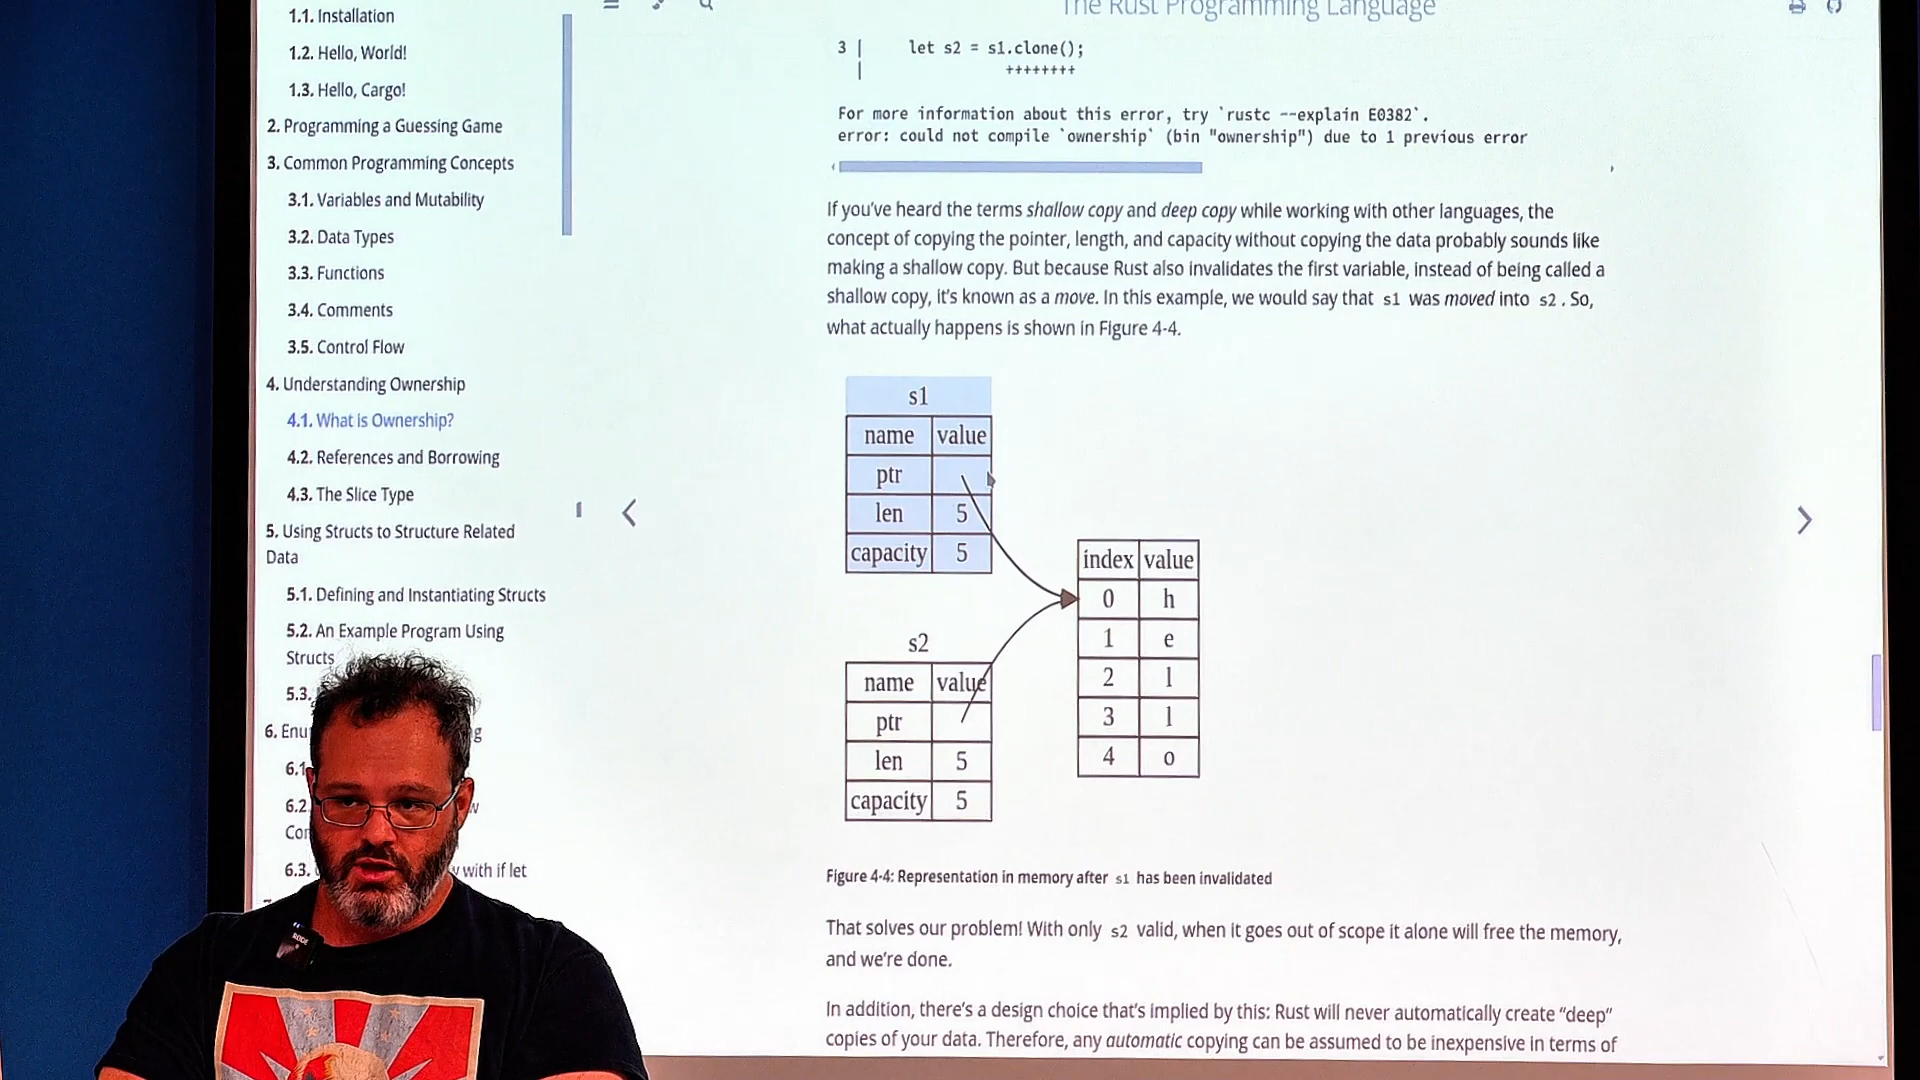 The Rust Programming Language
1.1. Installation
1.2. Hello, World!
1.3. Hello, Cargo!
2. Programming a Guessing Game
3. Common Programming Concepts
3.1. Variables and Mutability
3.2. Data Types
3.3. Functions
3.4. Comments
3.5. Control Flow
4. Understanding Ownership
4.1. What is Ownership?
4.2. References and Borrowing
4.3. The Slice Type
5. Using Structs to Structure Related
Data
5.1. Defining and Instantiating Structs
5.2. An Example Program Using
Structs
5.3.
6.
6.1
6.2
6.3. with if let
3 | let s2 = s1.clone();
| ++++++++
For more information about this error, try `rustc --explain E0382`.
error: could not compile `ownership` (bin "ownership") due to 1 previous error
If you've heard the terms shallow copy and deep copy while working with other languages, the
concept of copying the pointer, length, and capacity without copying the data probably sounds like
making a shallow copy. But because Rust also invalidates the first variable, instead of being called a
shallow copy, it's known as a move. In this example, we would say that s1 was moved into s2. So,
what actually happens is shown in Figure 4-4.
s1
name value
ptr
len 5
capacity 5
s2
name value
ptr
len 5
capacity 5
index value
0 h
1 e
2 l
3 l
4 o
Figure 4-4: Representation in memory after s1 has been invalidated
That solves our problem! With only s2 valid, when it goes out of scope it alone will free the memory,
and we're done.
In addition, there's a design choice that's implied by this: Rust will never automatically create “deep”
copies of your data. Therefore, any automatic copying can be assumed to be inexpensive in terms of
RODE